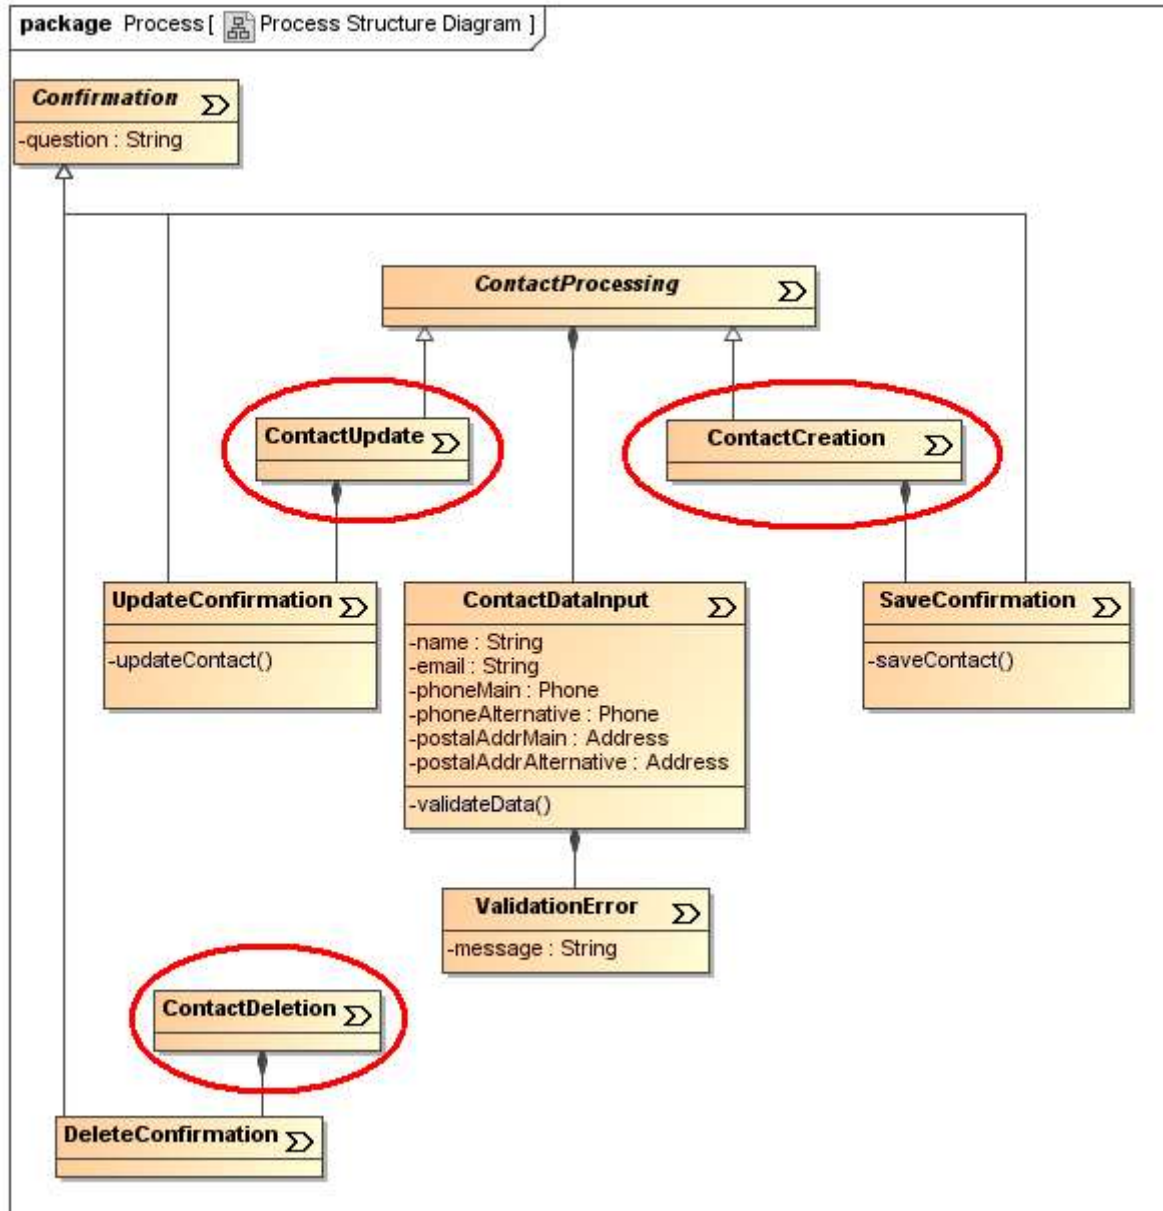 package Process [ Process Structure Diagram ]
Confirmation
-question : String
ContactProcessing
ContactUpdate
ContactCreation
UpdateConfirmation
-updateContact()
ContactDataInput
-name : String
-email : String
-phoneMain : Phone
-phoneAlternative : Phone
-postalAddrMain : Address
-postalAddrAlternative : Address
-validateData()
SaveConfirmation
-saveContact()
ValidationError
-message : String
ContactDeletion
DeleteConfirmation